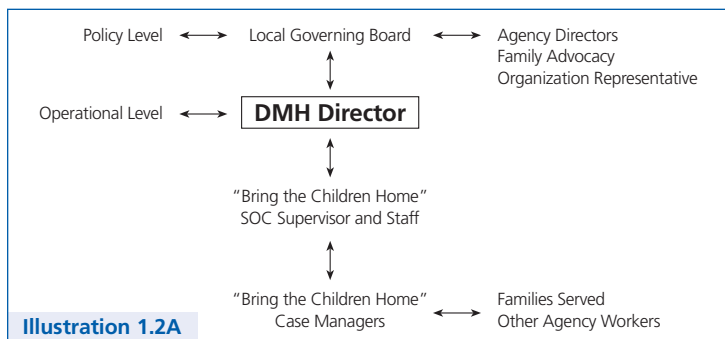 Policy Level
Local Governing Board
Agency Directors
Family Advocacy
Organization Representative
Operational Level
DMH Director
“Bring the Children Home”
SOC Supervisor and Staff
“Bring the Children Home”
Case Managers
Families Served
Other Agency Workers
Illustration 1.2A